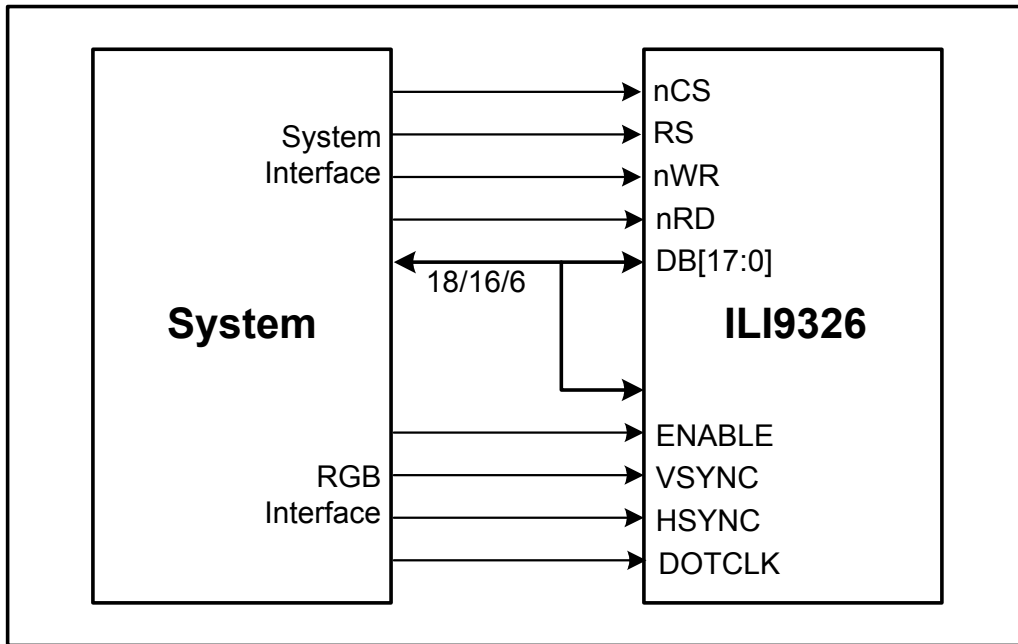 System
Interface
nCS
RS
nWR
nRD
DB[17:0]
18/16/6
System
ILI9326
RGB
Interface
ENABLE
VSYNC
HSYNC
DOTCLK